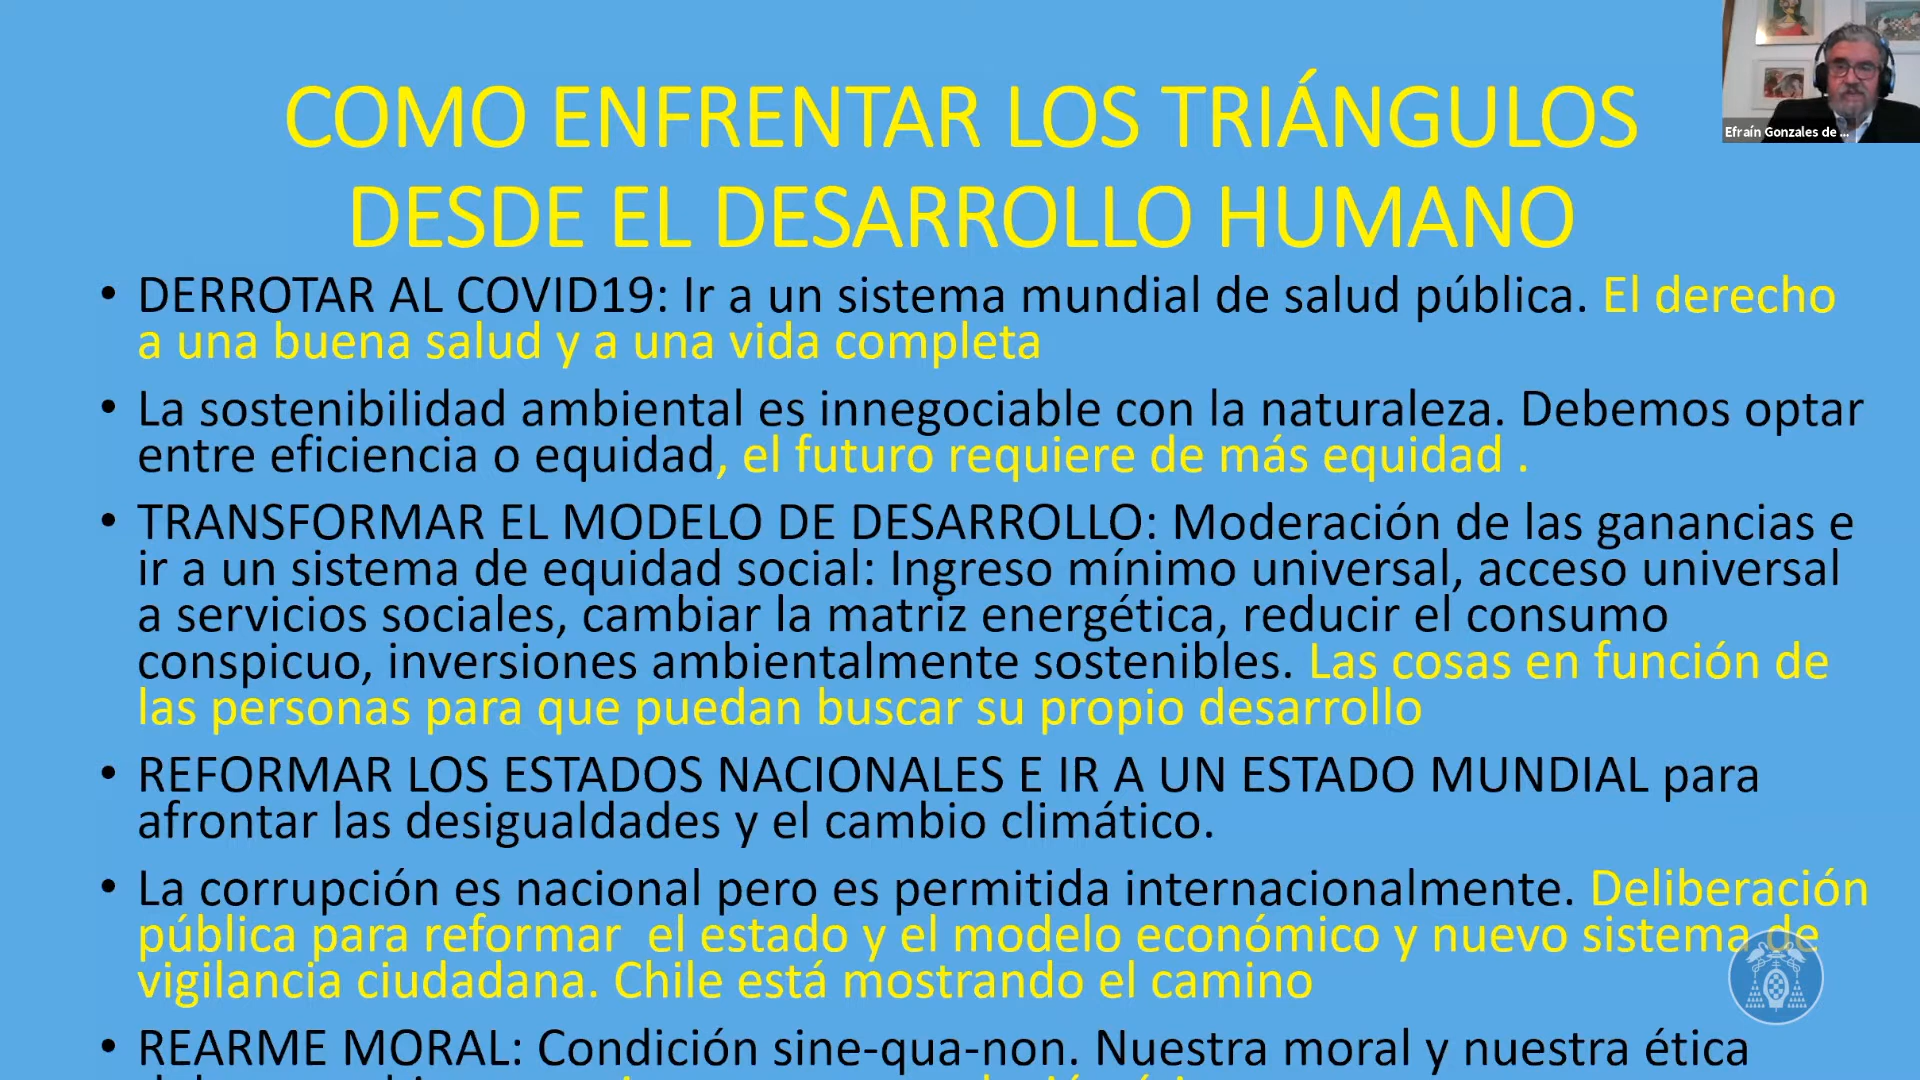 COMO ENFRENTAR LOS TRIÁNGULOS
DESDE EL DESARROLLO HUMANO
Efraín Gonzales de ...
• DERROTAR AL COVID19: Ir a un sistema mundial de salud pública. El derecho
a una buena salud y a una vida completa
• La sostenibilidad ambiental es innegociable con la naturaleza. Debemos optar
entre eficiencia o equidad, el futuro requiere de más equidad .
• TRANSFORMAR EL MODELO DE DESARROLLO: Moderación de las ganancias e
ir a un sistema de equidad social: Ingreso mínimo universal, acceso universal
a servicios sociales, cambiar la matriz energética, reducir el consumo
conspicuo, inversiones ambientalmente sostenibles. Las cosas en función de
las personas para que puedan buscar su propio desarrollo
• REFORMAR LOS ESTADOS NACIONALES E IR A UN ESTADO MUNDIAL para
afrontar las desigualdades y el cambio climático.
• La corrupción es nacional pero es permitida internacionalmente. Deliberación
pública para reformar  el estado y el modelo económico y nuevo sistema de
vigilancia ciudadana. Chile está mostrando el camino
• REARME MORAL: Condición sine-qua-non. Nuestra moral y nuestra ética